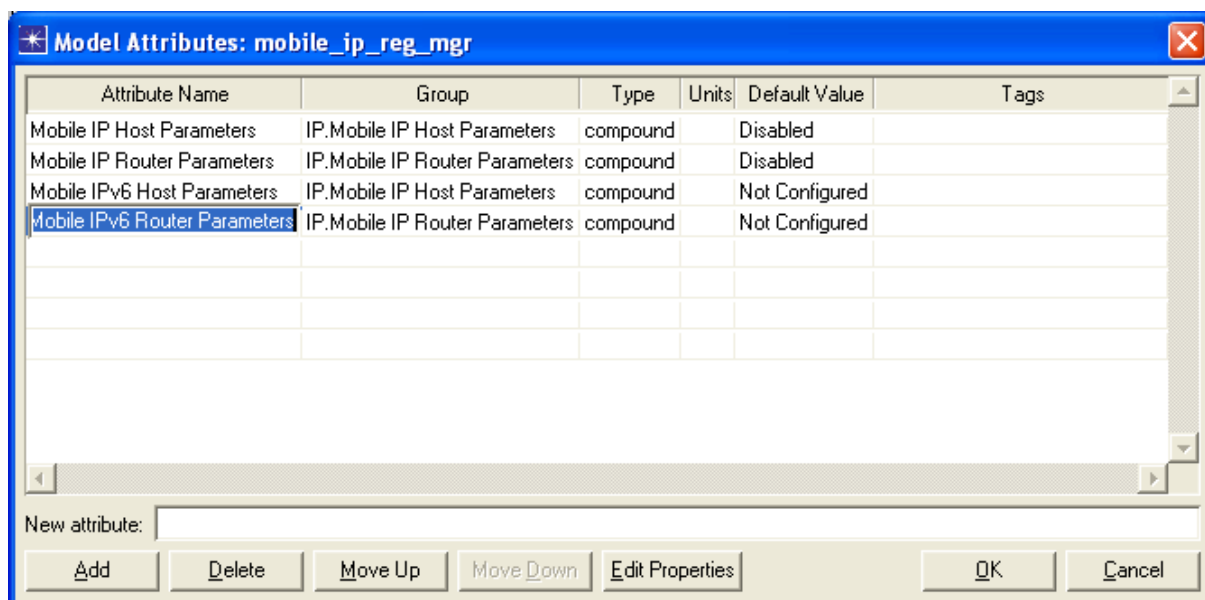 Model Attributes: mobile_ip_reg_mgr
Attribute Name Group Type Units Default Value Tags
Mobile IP Host Parameters IP.Mobile IP Host Parameters compound Disabled
Mobile IP Router Parameters IP.Mobile IP Router Parameters compound Disabled
Mobile IPv6 Host Parameters IP.Mobile IP Host Parameters compound Not Configured
Mobile IPv6 Router Parameters IP.Mobile IP Router Parameters compound Not Configured
New attribute:
Add Delete Move Up Move Down Edit Properties OK Cancel